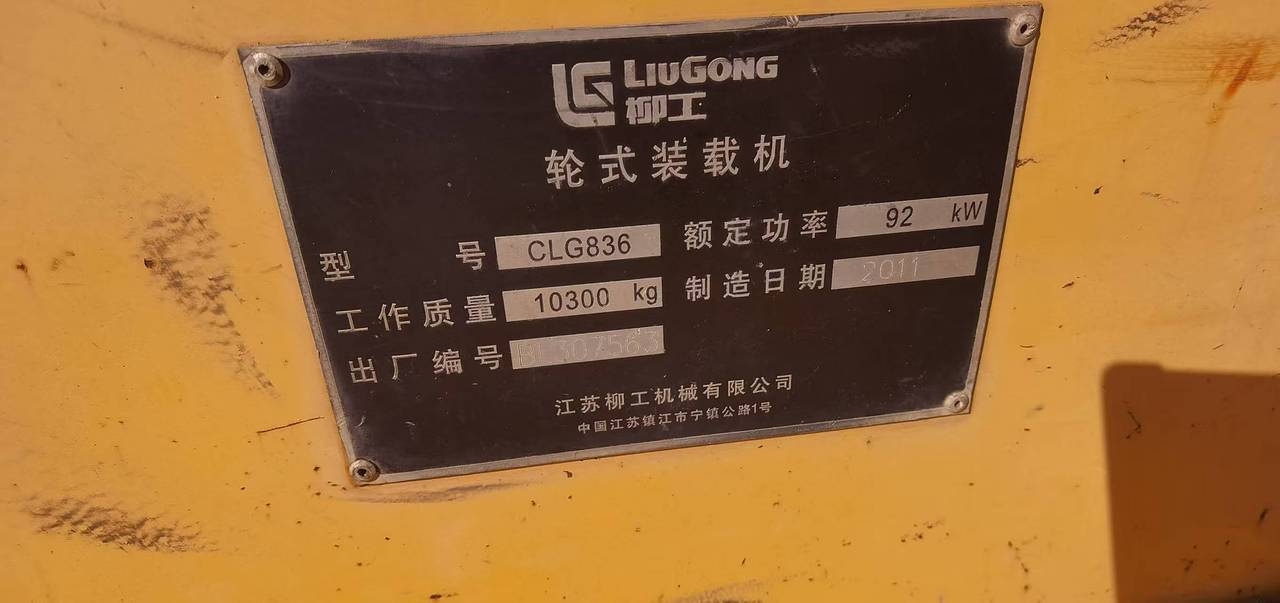 LG LIUGONG
柳工
轮式装载机
型号 CLG836 额定功率 92 kW
工作质量 10300 kg 制造日期 2011
出厂编号
江苏柳工机械有限公司
中国江苏镇江市宁镇公路1号